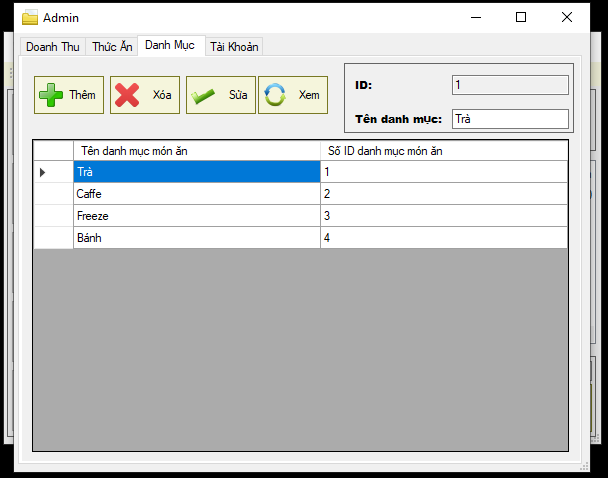 Admin
Doanh Thu Thức Ăn Danh Mục Tài Khoản
Thêm Xóa Sửa Xem
ID: 1
Tên danh mục: Trà
Tên danh mục món ăn Số ID danh mục món ăn
Trà 1
Caffe 2
Freeze 3
Bánh 4